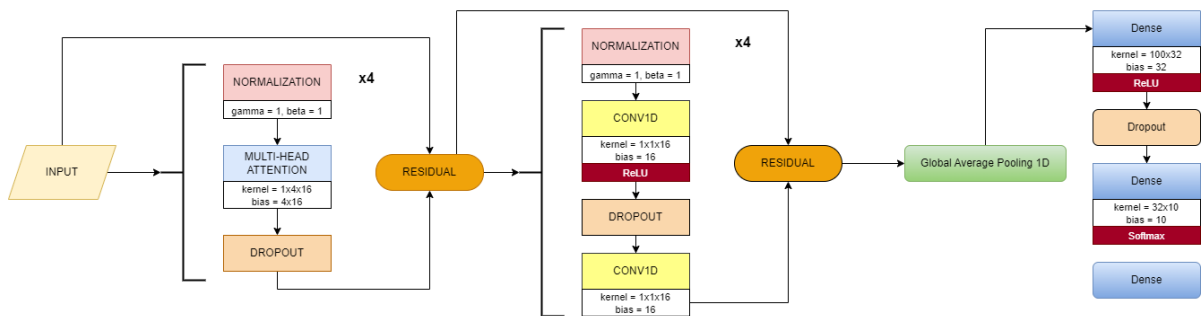 INPUT
x4
NORMALIZATION
gamma = 1, beta = 1
MULTI-HEAD
ATTENTION
kernel = 1x4x16
bias = 4x16
DROPOUT
RESIDUAL
x4
NORMALIZATION
gamma = 1, beta = 1
CONV1D
kernel = 1x1x16
bias = 16
ReLU
DROPOUT
CONV1D
kernel = 1x1x16
bias = 16
RESIDUAL
Global Average Pooling 1D
Dense
kernel = 100x32
bias = 32
ReLU
Dropout
Dense
kernel = 32x10
bias = 10
Softmax
Dense